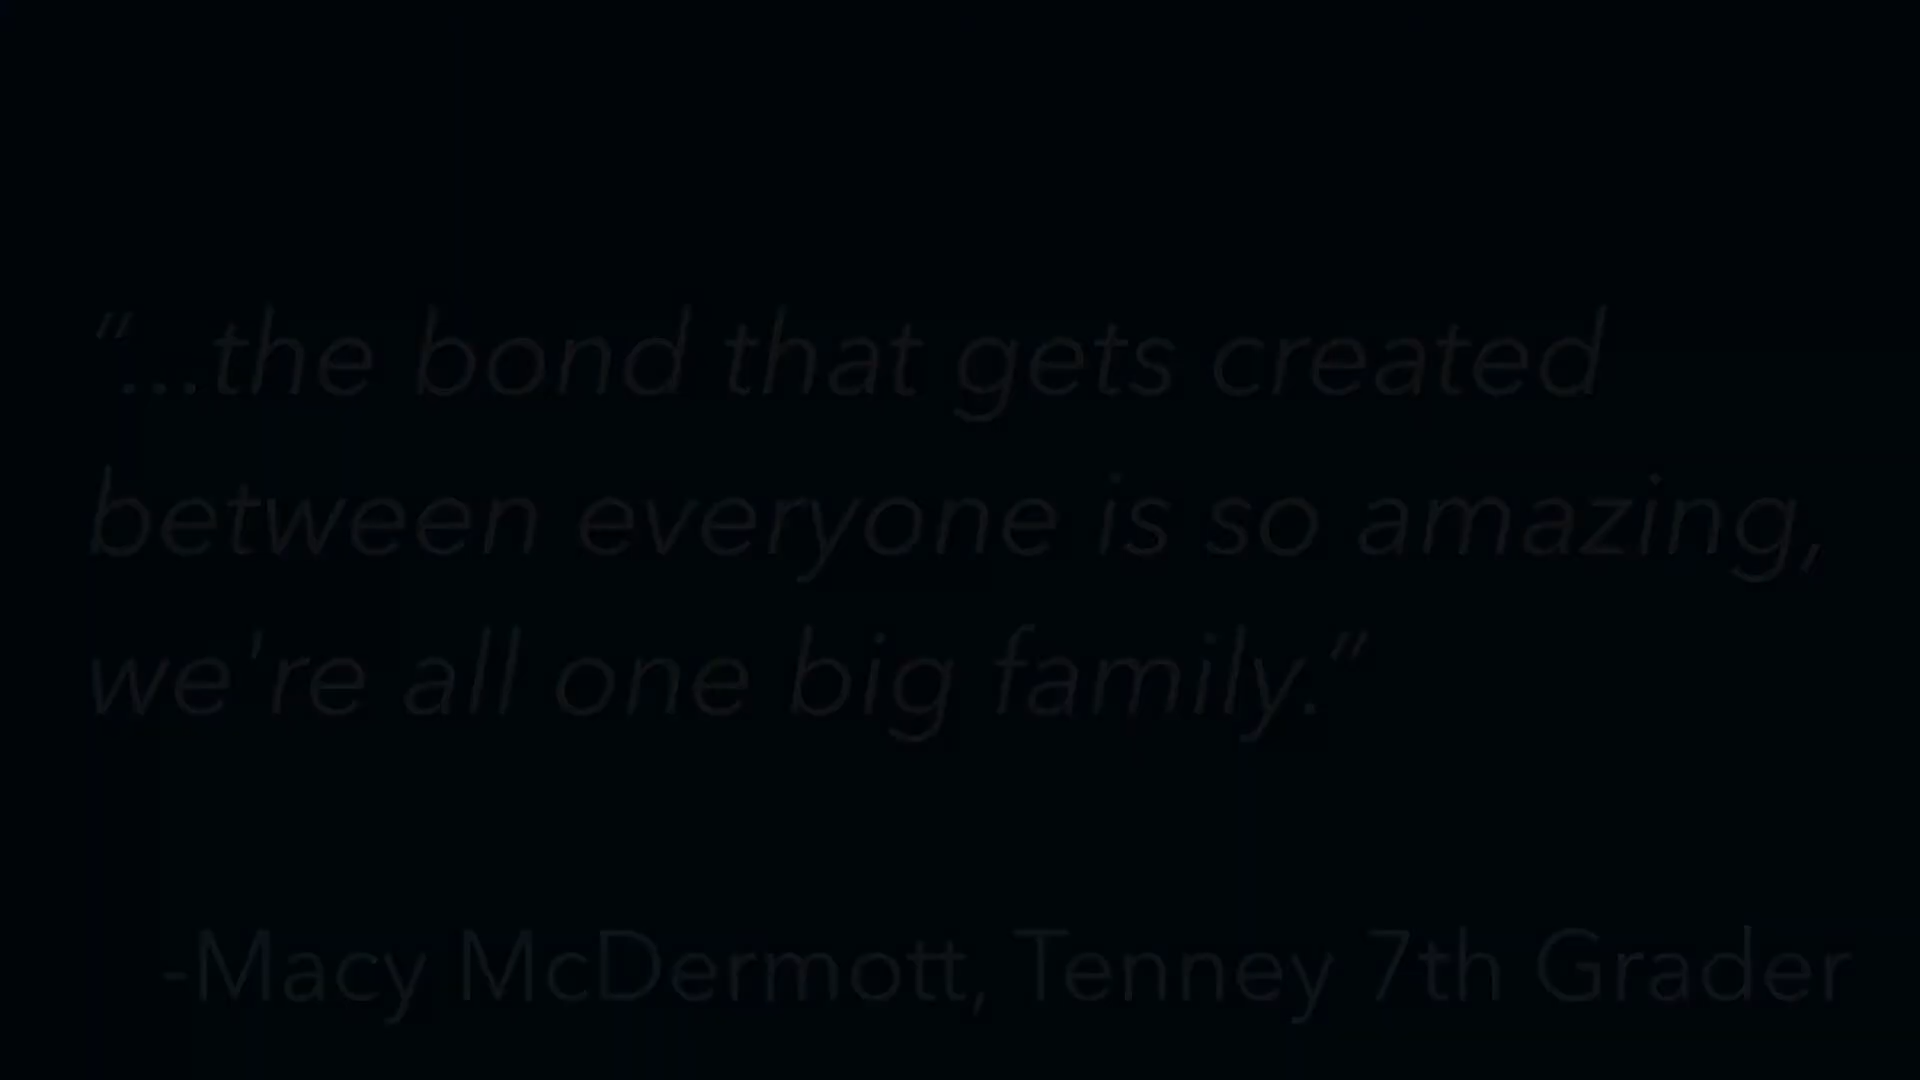 “...the bond that gets created
between everyone is so amazing,
we're all one big family.”
-Macy McDermott, Tenney 7th Grader